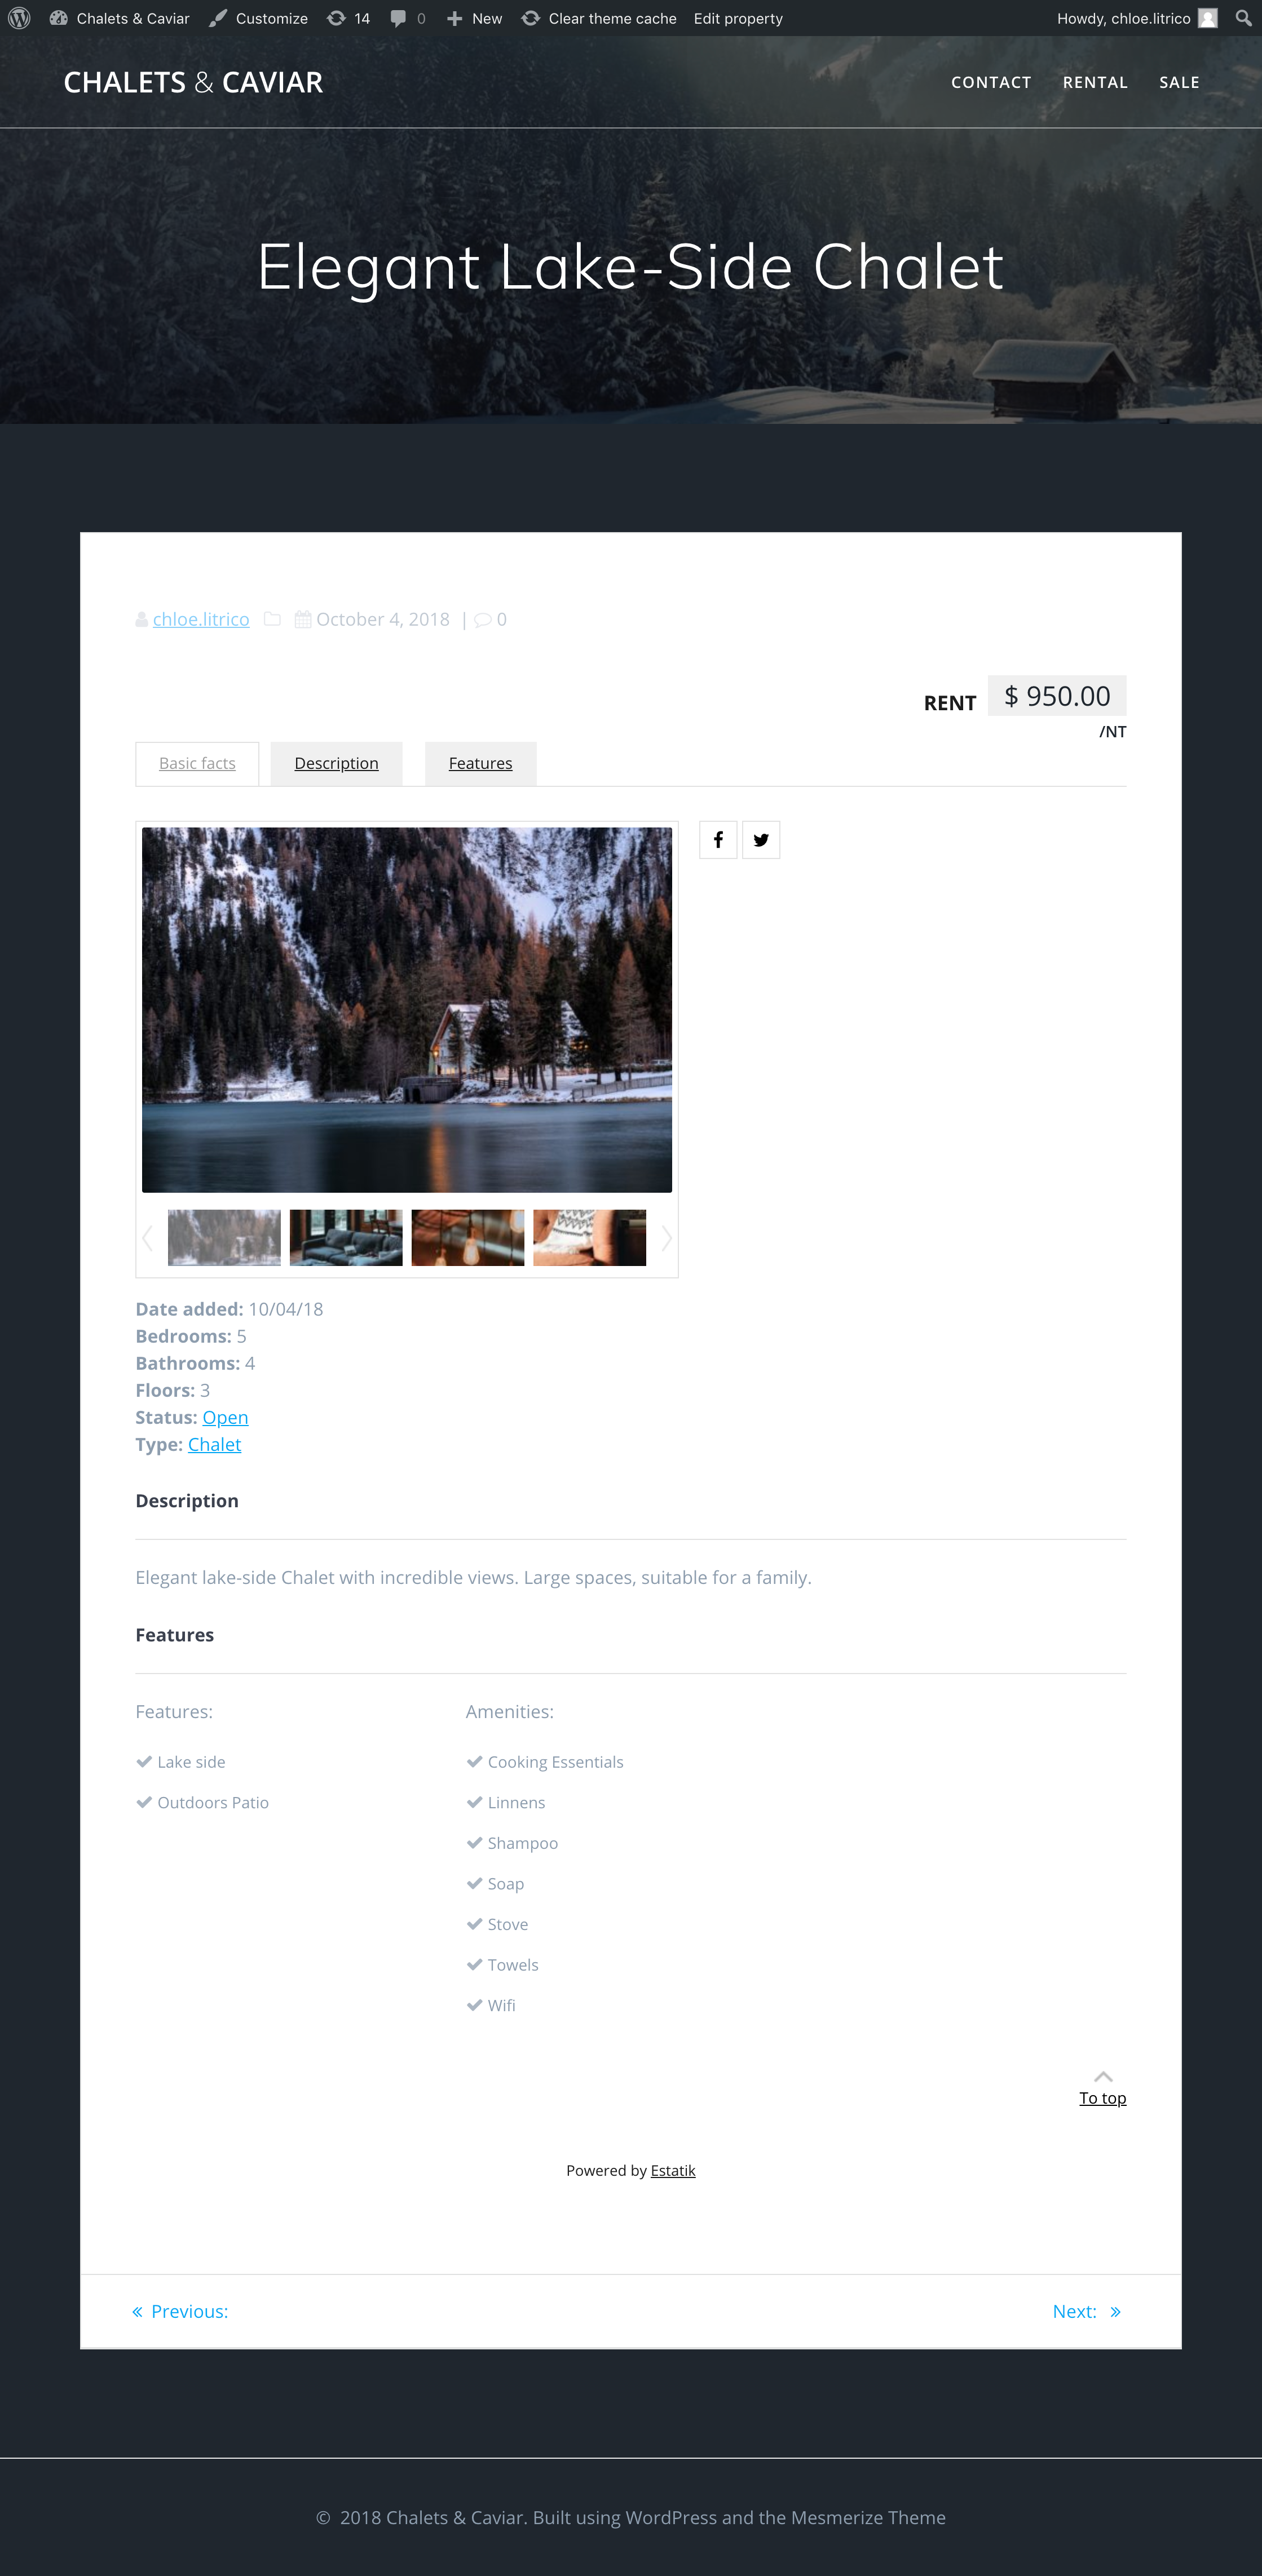 Chalets & Caviar Customize 14 0 New Clear theme cache Edit property Howdy, chloe.litrico
CHALETS & CAVIAR CONTACT RENTAL SALE
Elegant Lake-Side Chalet
chloe.litrico October 4, 2018 | 0
RENT $ 950.00
/NT
Basic facts Description Features
Date added: 10/04/18
Bedrooms: 5
Bathrooms: 4
Floors: 3
Status: Open
Type: Chalet
Description
Elegant lake-side Chalet with incredible views. Large spaces, suitable for a family.
Features
Features: Amenities:
Lake side Cooking Essentials
Outdoors Patio Linnens
Shampoo
Soap
Stove
Towels
Wifi
To top
Powered by Estatik
« Previous: Next: »
© 2018 Chalets & Caviar. Built using WordPress and the Mesmerize Theme